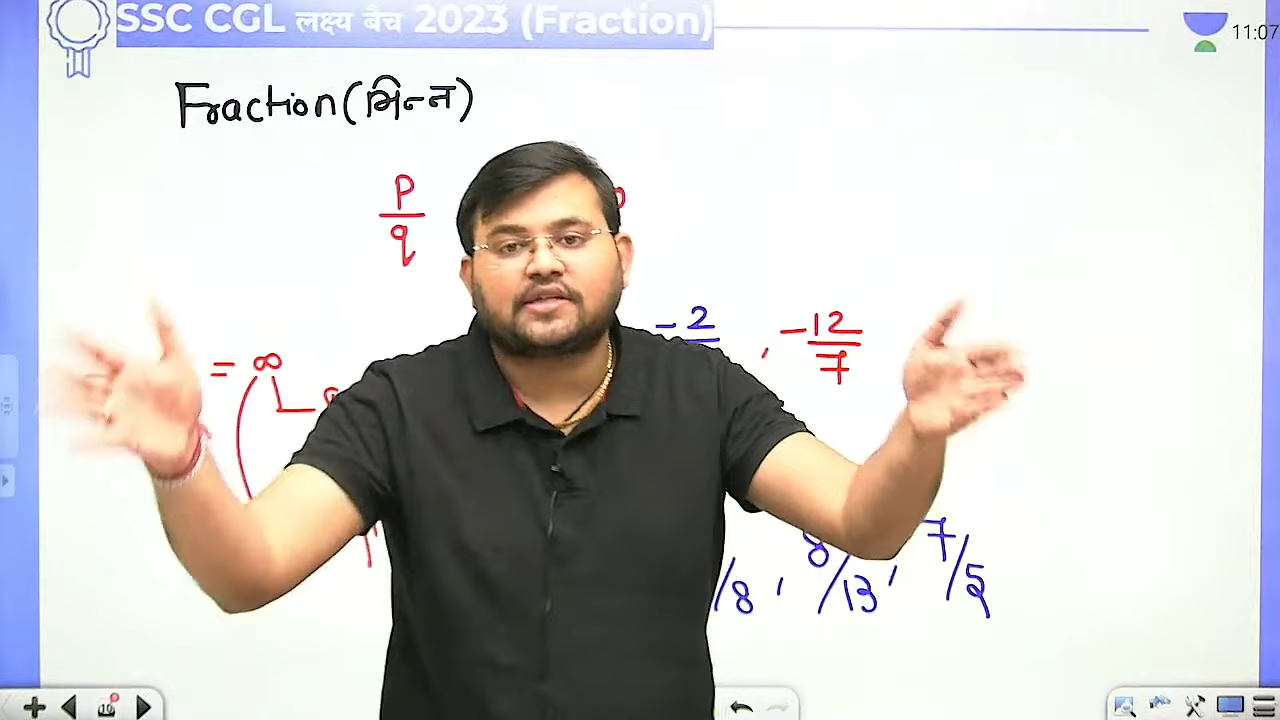 SSC CGL लक्ष्य बेच 2023 (Fraction)
11:07
Fraction (भिन्न)
P
q
-2
, -12
7
= ∞
/8 , 8/13 , 7/5